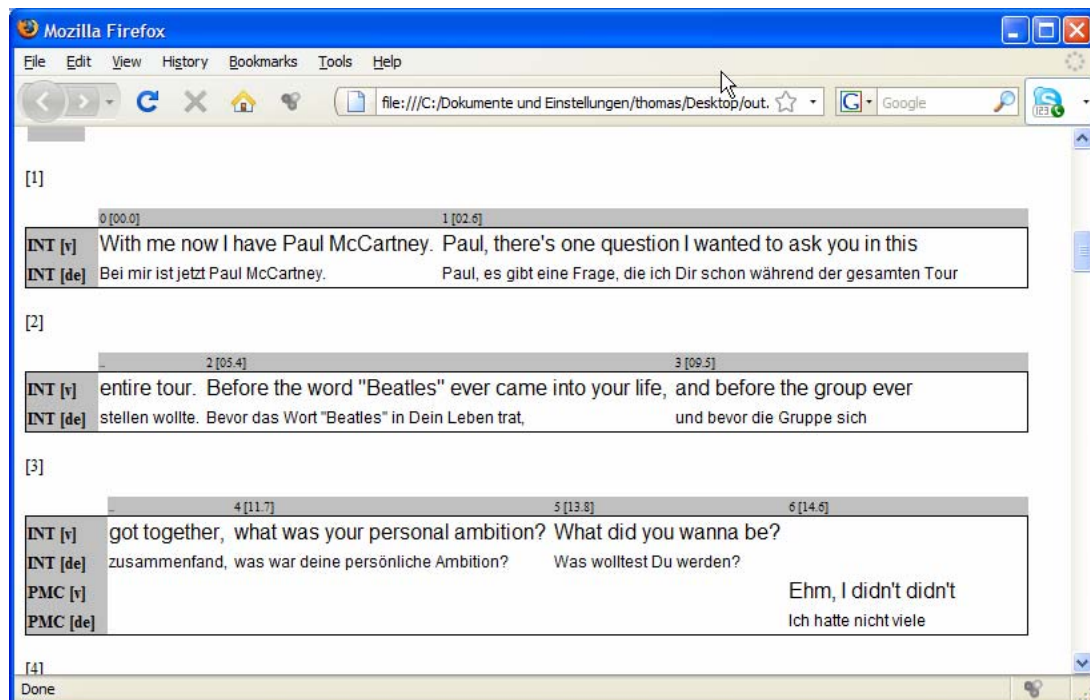 Mozilla Firefox
File Edit View History Bookmarks Tools Help
file:///C:/Dokumente und Einstellungen/thomas/Desktop/out. G Google
123
[1]
0 [00.0] 1 [02.6]
INT [v] With me now I have Paul McCartney. Paul, there's one question I wanted to ask you in this
INT [de] Bei mir ist jetzt Paul McCartney. Paul, es gibt eine Frage, die ich Dir schon während der gesamten Tour
[2]
.. 2 [05.4] 3 [09.5]
INT [v] entire tour. Before the word "Beatles" ever came into your life, and before the group ever
INT [de] stellen wollte. Bevor das Wort "Beatles" in Dein Leben trat, und bevor die Gruppe sich
[3]
.. 4 [11.7] 5 [13.8] 6 [14.6]
INT [v] got together, what was your personal ambition? What did you wanna be?
INT [de] zusammenfand, was war deine persönliche Ambition? Was wolltest Du werden?
PMC [v] Ehm, I didn't didn't
PMC [de] Ich hatte nicht viele
[4]
Done